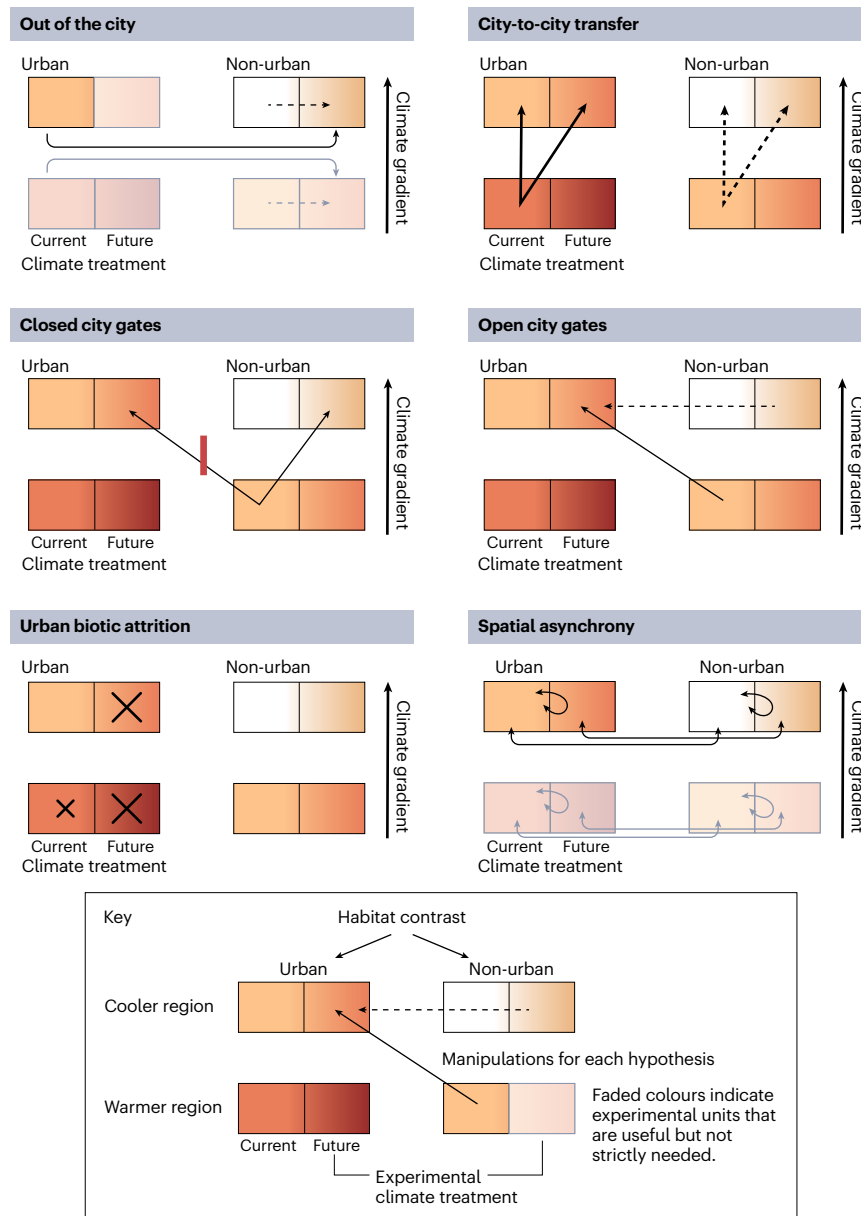 Out of the city
Urban
Non-urban
Climate gradient
Current Future
Climate treatment
City-to-city transfer
Urban
Non-urban
Climate gradient
Current Future
Climate treatment
Closed city gates
Urban
Non-urban
Climate gradient
Current Future
Climate treatment
Open city gates
Urban
Non-urban
Climate gradient
Current Future
Climate treatment
Urban biotic attrition
Urban
Non-urban
Climate gradient
Current Future
Climate treatment
Spatial asynchrony
Urban
Non-urban
Climate gradient
Current Future
Climate treatment
Key
Habitat contrast
Urban
Non-urban
Cooler region
Manipulations for each hypothesis
Warmer region
Faded colours indicate
experimental units that
are useful but not
strictly needed.
Current Future
Experimental
climate treatment